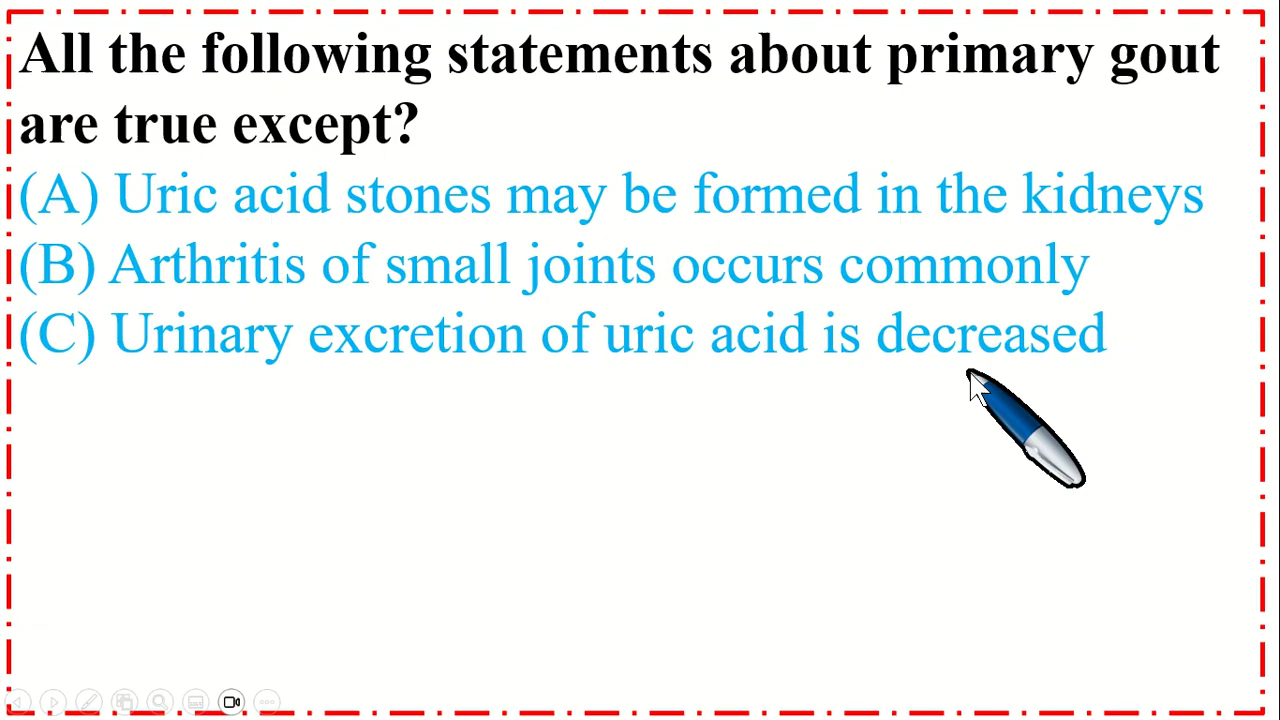 All the following statements about primary gout
are true except?
(A) Uric acid stones may be formed in the kidneys
(B) Arthritis of small joints occurs commonly
(C) Urinary excretion of uric acid is decreased